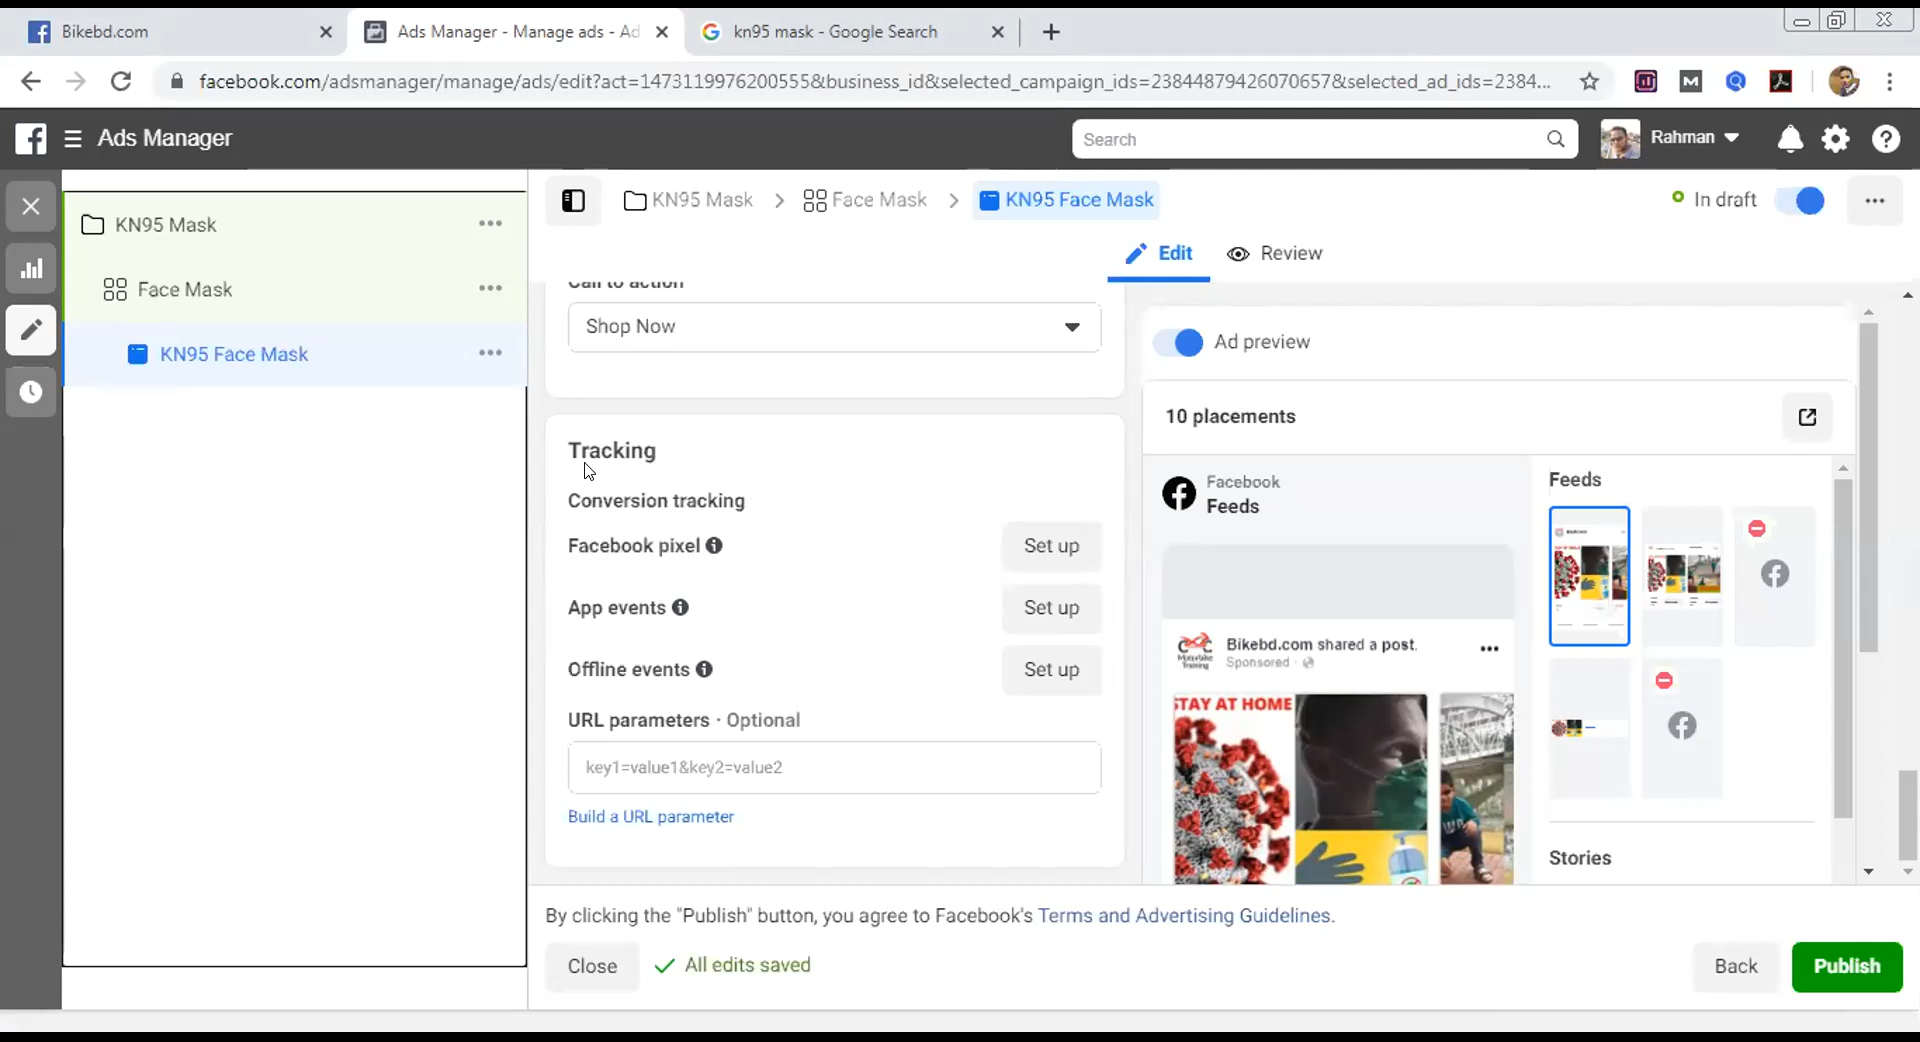 Bikebd.com
Ads Manager - Manage ads - Ad
kn95 mask - Google Search
facebook.com/adsmanager/manage/ads/edit?act=1473119976200555&business_id&selected_campaign_ids=23844879426070657&selected_ad_ids=2384...
Ads Manager
Search
Rahman
KN95 Mask
Face Mask
KN95 Face Mask
KN95 Mask > Face Mask > KN95 Face Mask
In draft
Edit
Review
Call to action
Shop Now
Tracking
Conversion tracking
Facebook pixel
Set up
App events
Set up
Offline events
Set up
URL parameters · Optional
key1=value1&key2=value2
Build a URL parameter
Ad preview
10 placements
Facebook
Feeds
Bikebd.com shared a post.
Sponsored ·
Motorbike
Training
STAY AT HOME
Feeds
Stories
By clicking the "Publish" button, you agree to Facebook's Terms and Advertising Guidelines.
Close
All edits saved
Back
Publish